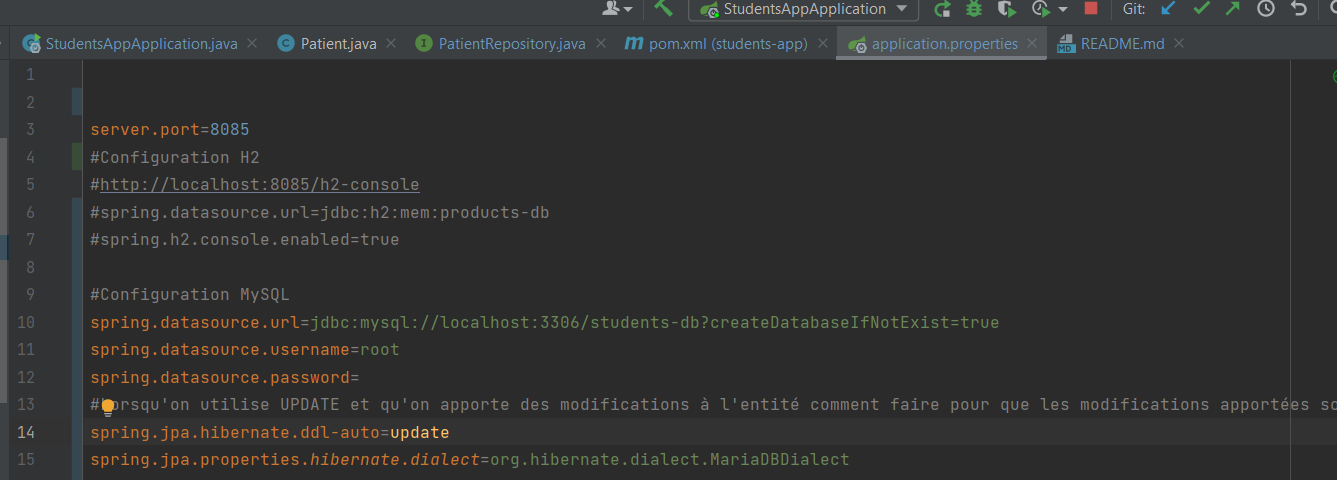 StudentsAppApplication
Git:
StudentsAppApplication.java
Patient.java
PatientRepository.java
pom.xml (students-app)
application.properties
README.md
1
2
3 server.port=8085
4 #Configuration H2
5 #http://localhost:8085/h2-console
6 #spring.datasource.url=jdbc:h2:mem:products-db
7 #spring.h2.console.enabled=true
8
9 #Configuration MySQL
10 spring.datasource.url=jdbc:mysql://localhost:3306/students-db?createDatabaseIfNotExist=true
11 spring.datasource.username=root
12 spring.datasource.password=
13 #Lorsqu'on utilise UPDATE et qu'on apporte des modifications à l'entité comment faire pour que les modifications apportées
14 spring.jpa.hibernate.ddl-auto=update
15 spring.jpa.properties.hibernate.dialect=org.hibernate.dialect.MariaDBDialect